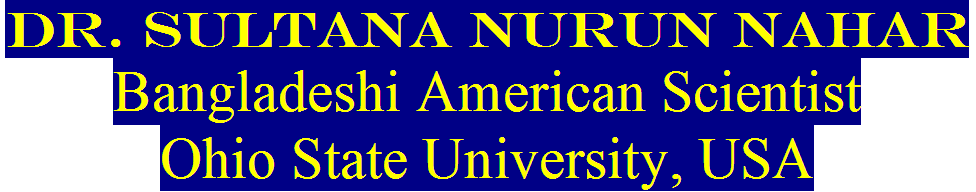 DR. SULTANA NURUN NAHAR
Bangladeshi American Scientist
Ohio State University, USA